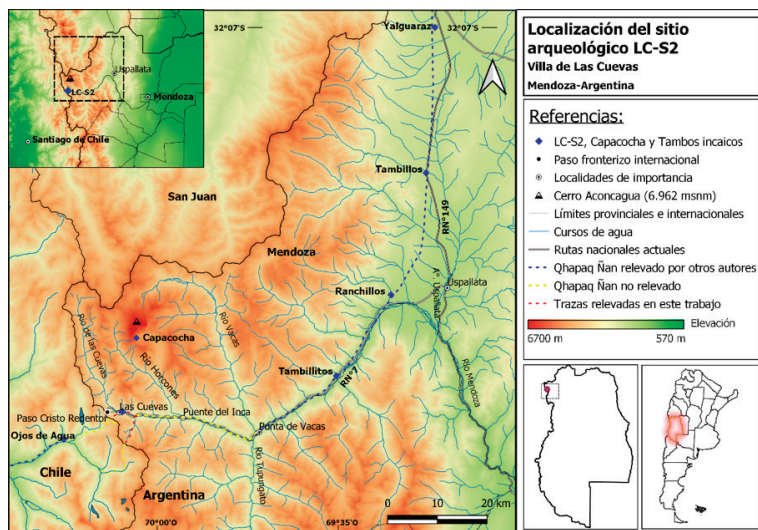 Uspallata
LC-S2
Mendoza
Santiago de Chile
32°07'S
Yalguaraz
32°07'S
San Juan
Tambillos
Mendoza
RN°149
Ranchillos
A° Uspallata
Uspallata
Capacocha
Río de las Cuevas
Río Vacas
Río Horcones
Tambillitos
RN°7
Río Mendoza
Las Cuevas
Paso Cristo Redentor
Puente del Inca
Punta de Vacas
Ojos de Agua
Río Tupungato
Chile
Argentina
70°00'O
69°35'O
0
10
20 km
Localización del sitio
arqueológico LC-S2
Villa de Las Cuevas
Mendoza-Argentina
Referencias:
LC-S2, Capacocha y Tambos incaicos
Paso fronterizo internacional
Localidades de importancia
Cerro Aconcagua (6.962 msnm)
Límites provinciales e internacionales
Cursos de agua
Rutas nacionales actuales
Qhapaq Ñan relevado por otros autores
Qhapaq Ñan no relevado
Trazas relevadas en este trabajo
Elevación
6700 m
570 m